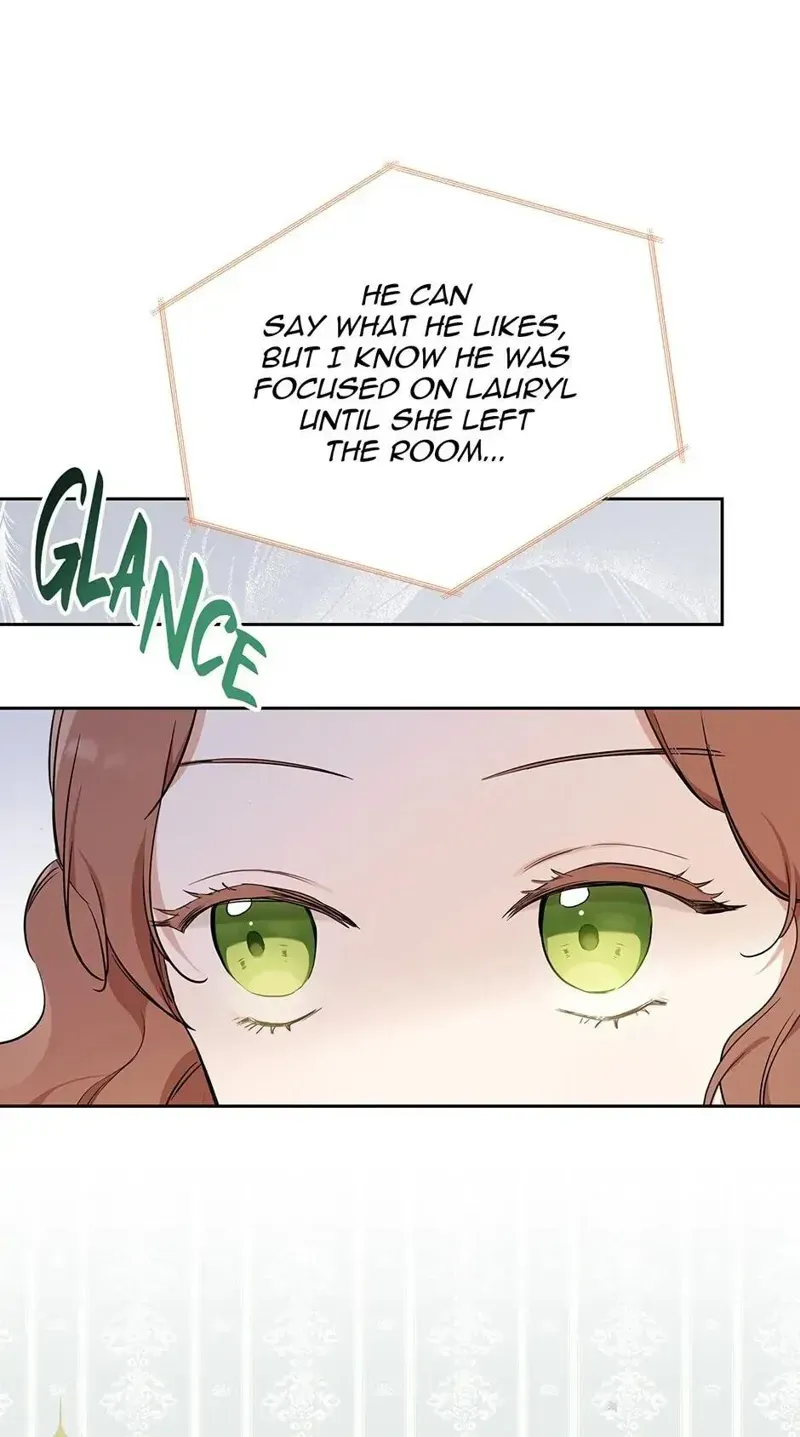 HE CAN
SAY WHAT HE LIKES,
BUT I KNOW HE WAS
FOCUSED ON LAURYL
UNTIL SHE LEFT
THE ROOM...
GLANCE